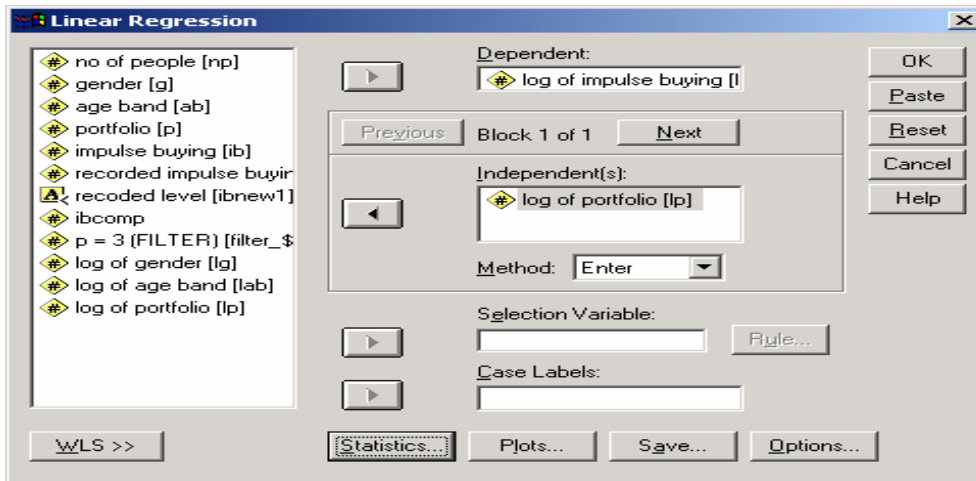 Linear Regression
no of people [np]
gender [g]
age band [ab]
portfolio [p]
impulse buying [ib]
recorded impulse buyin
recoded level [ibnew1]
ibcomp
p = 3 (FILTER) [filter_$
log of gender [lg]
log of age band [lab]
log of portfolio [lp]
WLS >>
Dependent:
log of impulse buying [l
Previous Block 1 of 1 Next
Independent(s):
log of portfolio [lp]
Method: Enter
Selection Variable:
Rule...
Case Labels:
Statistics... Plots... Save... Options...
OK
Paste
Reset
Cancel
Help